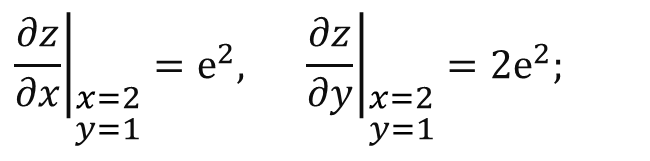 ∂z/∂x|x=2, y=1 = e², ∂z/∂y|x=2, y=1 = 2e²;